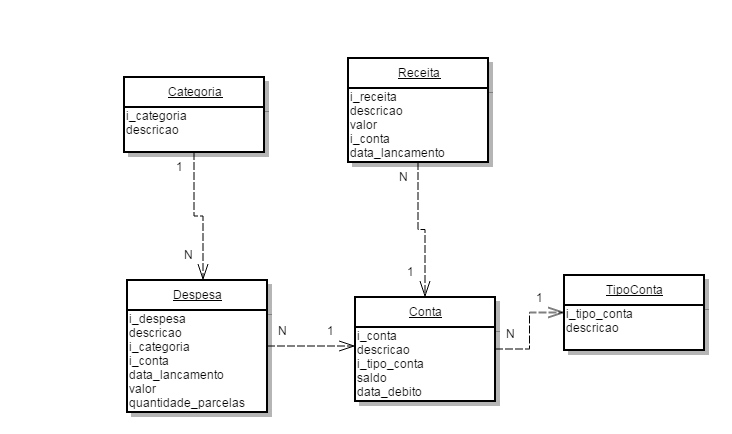 Categoria
i_categoria
descricao
Receita
i_receita
descricao
valor
i_conta
data_lancamento
1
N
N
1
Despesa
i_despesa
descricao
i_categoria
i_conta
data_lancamento
valor
quantidade_parcelas
N
1
Conta
i_conta
descricao
i_tipo_conta
saldo
data_debito
N
1
TipoConta
i_tipo_conta
descricao